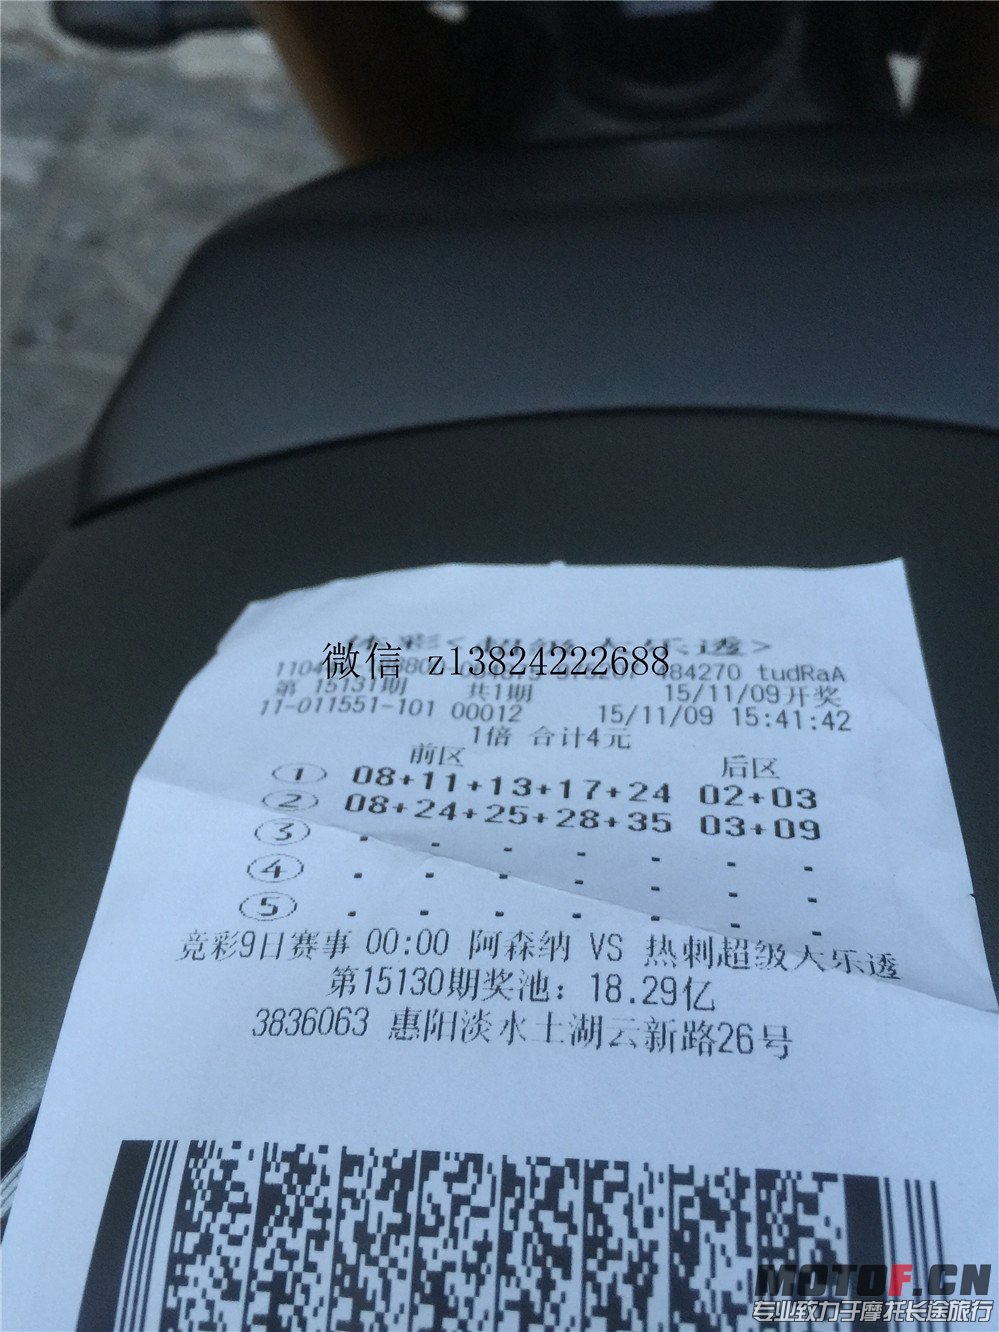 体彩<超级大乐透>
微信 z13824222688
184270 tudRaA
第 15131期 共1期 15/11/09开奖
11-011551-101 00012 15/11/09 15:41:42
1倍 合计4元
前区 后区
① 08+11+13+17+24 02+03
② 08+24+25+28+35 03+09
③ - - - - - - -
④ - - - - - - -
⑤ - - - - - - -
竞彩9日赛事 00:00 阿森纳 VS 热刺超级大乐透
第15130期奖池：18.29亿
3836063 惠阳淡水土湖云新路26号
MOTOF.CN
专业致力于摩托长途旅行